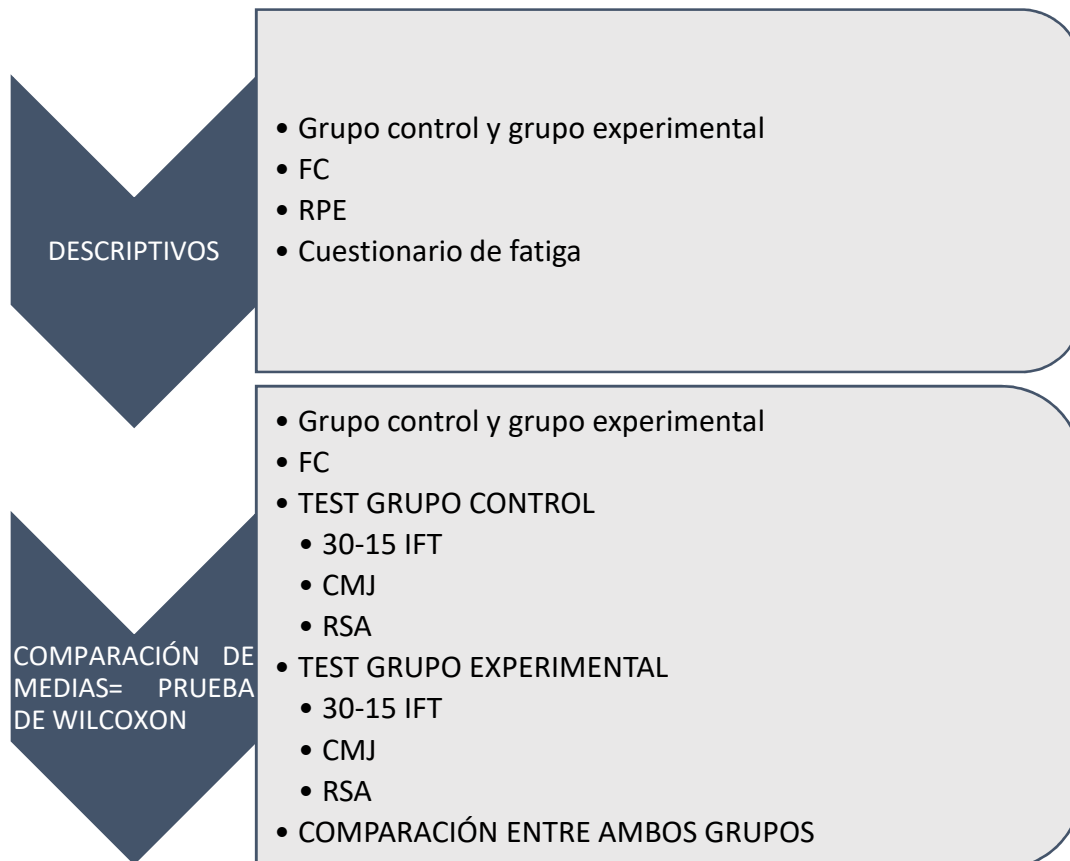 DESCRIPTIVOS
• Grupo control y grupo experimental
• FC
• RPE
• Cuestionario de fatiga
COMPARACIÓN DE
MEDIAS= PRUEBA
DE WILCOXON
• Grupo control y grupo experimental
• FC
• TEST GRUPO CONTROL
• 30-15 IFT
• CMJ
• RSA
• TEST GRUPO EXPERIMENTAL
• 30-15 IFT
• CMJ
• RSA
• COMPARACIÓN ENTRE AMBOS GRUPOS